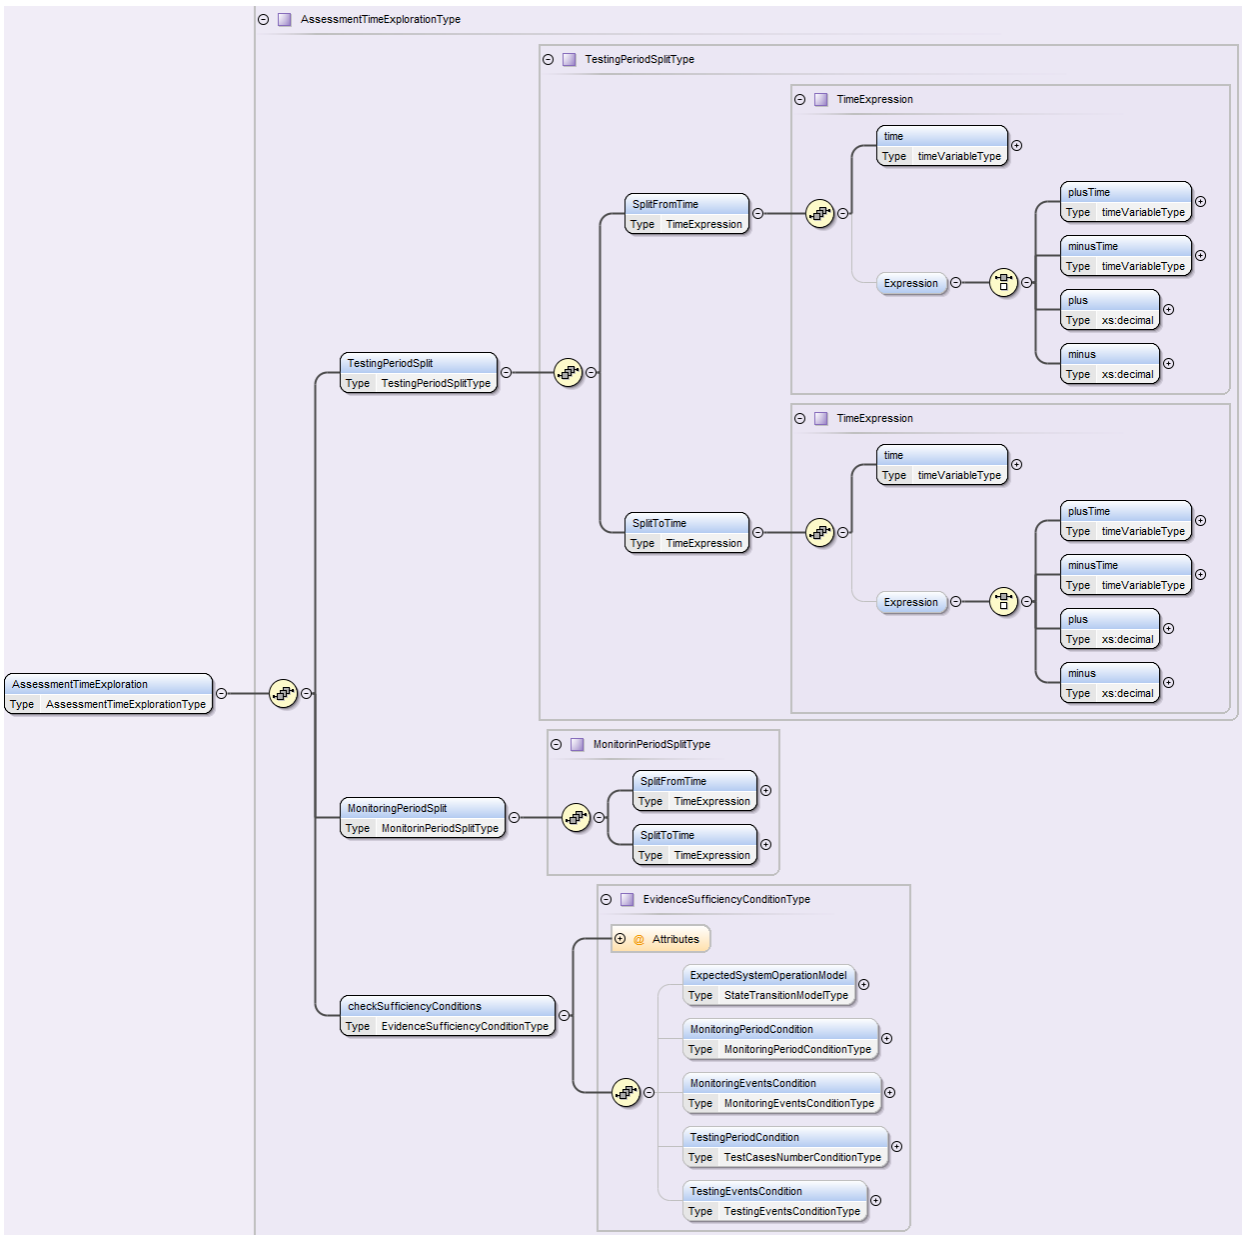 AssessmentTimeExplorationType
TestingPeriodSplitType
TimeExpression
time
Type timeVariableType
plusTime
Type timeVariableType
SplitFromTime
Type TimeExpression
minusTime
Type timeVariableType
Expression
plus
Type xs:decimal
minus
Type xs:decimal
TestingPeriodSplit
Type TestingPeriodSplitType
TimeExpression
time
Type timeVariableType
plusTime
Type timeVariableType
SplitToTime
Type TimeExpression
minusTime
Type timeVariableType
Expression
plus
Type xs:decimal
minus
Type xs:decimal
AssessmentTimeExploration
Type AssessmentTimeExplorationType
MonitorinPeriodSplitType
SplitFromTime
Type TimeExpression
MonitoringPeriodSplit
Type MonitorinPeriodSplitType
SplitToTime
Type TimeExpression
EvidenceSufficiencyConditionType
@ Attributes
ExpectedSystemOperationModel
Type StateTransitionModelType
checkSufficiencyConditions
Type EvidenceSufficiencyConditionType
MonitoringPeriodCondition
Type MonitoringPeriodConditionType
MonitoringEventsCondition
Type MonitoringEventsConditionType
TestingPeriodCondition
Type TestCasesNumberConditionType
TestingEventsCondition
Type TestingEventsConditionType